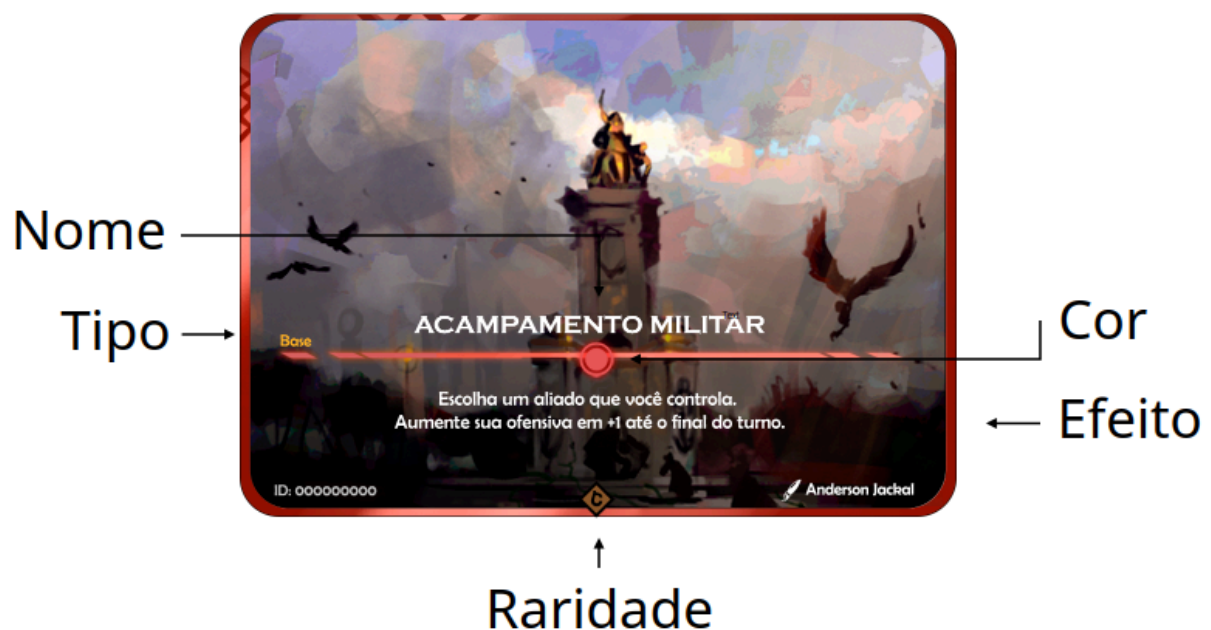 Nome
Tipo
ACAMPAMENTO MILITAR
Text
Base
Cor
Escolha um aliado que você controla.
Aumente sua ofensiva em +1 até o final do turno.
Efeito
ID: 000000000
C
Anderson Jackal
Raridade